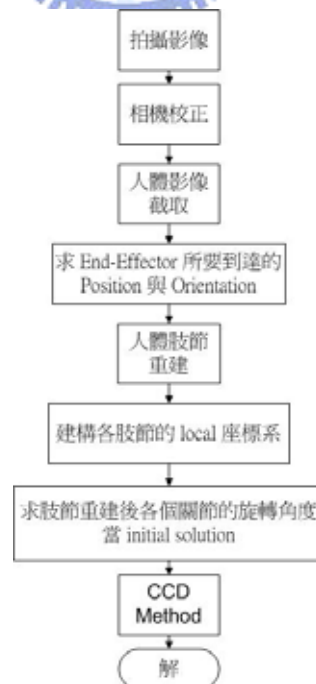 拍攝影像
相機校正
人體影像
截取
求 End-Effector 所要到達的
Position 與 Orientation
人體肢節
重建
建構各肢節的 local 座標系
求肢節重建後各個關節的旋轉角度
當 initial solution
CCD
Method
解